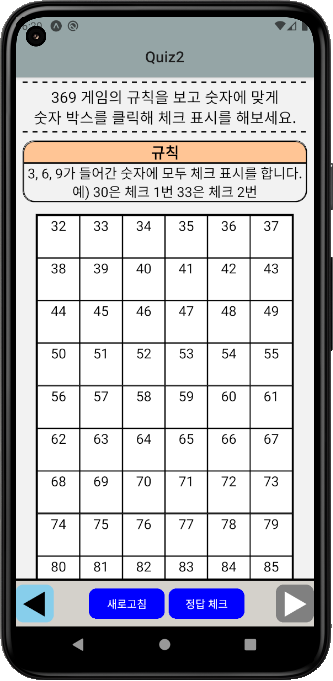 Quiz2
369 게임의 규칙을 보고 숫자에 맞게
숫자 박스를 클릭해 체크 표시를 해보세요.
규칙
3, 6, 9가 들어간 숫자에 모두 체크 표시를 합니다.
예) 30은 체크 1번 33은 체크 2번
32 33 34 35 36 37
38 39 40 41 42 43
44 45 46 47 48 49
50 51 52 53 54 55
56 57 58 59 60 61
62 63 64 65 66 67
68 69 70 71 72 73
74 75 76 77 78 79
80 81 82 83 84 85
새로고침 정답 체크